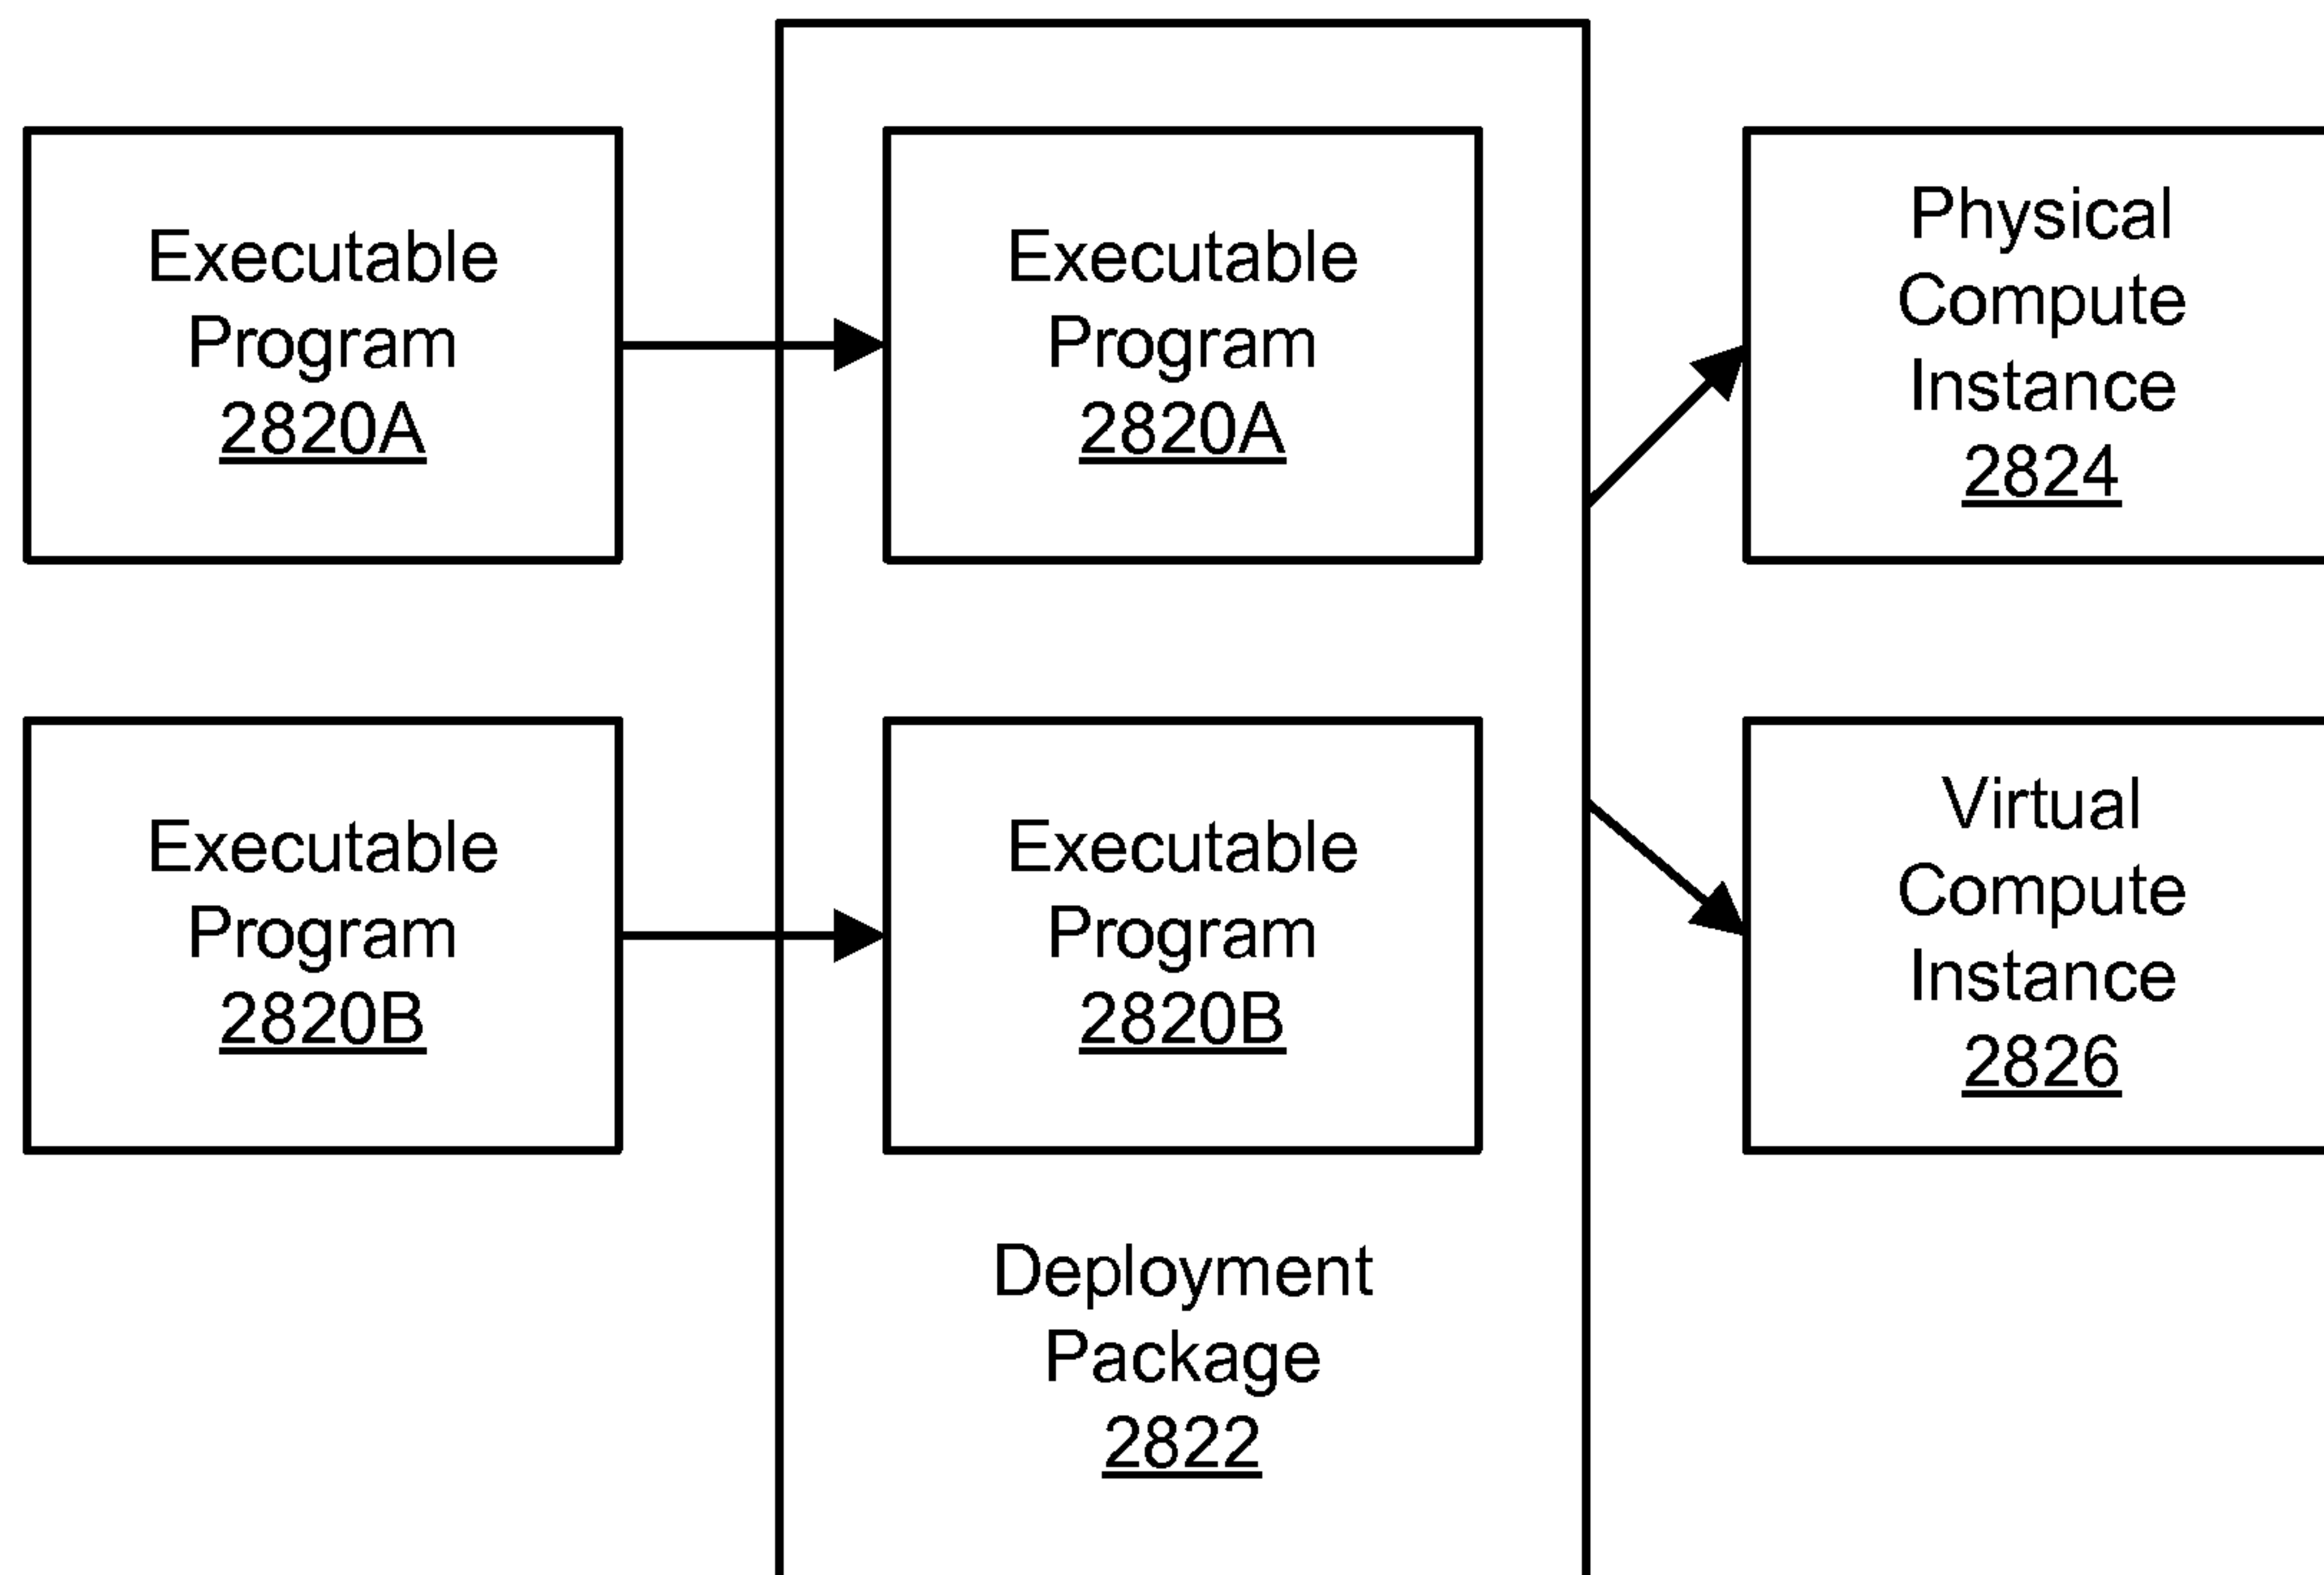 Executable
Program
2820A
Executable
Program
2820A
Physical
Compute
Instance
2824
Executable
Program
2820B
Executable
Program
2820B
Virtual
Compute
Instance
2826
Deployment
Package
2822